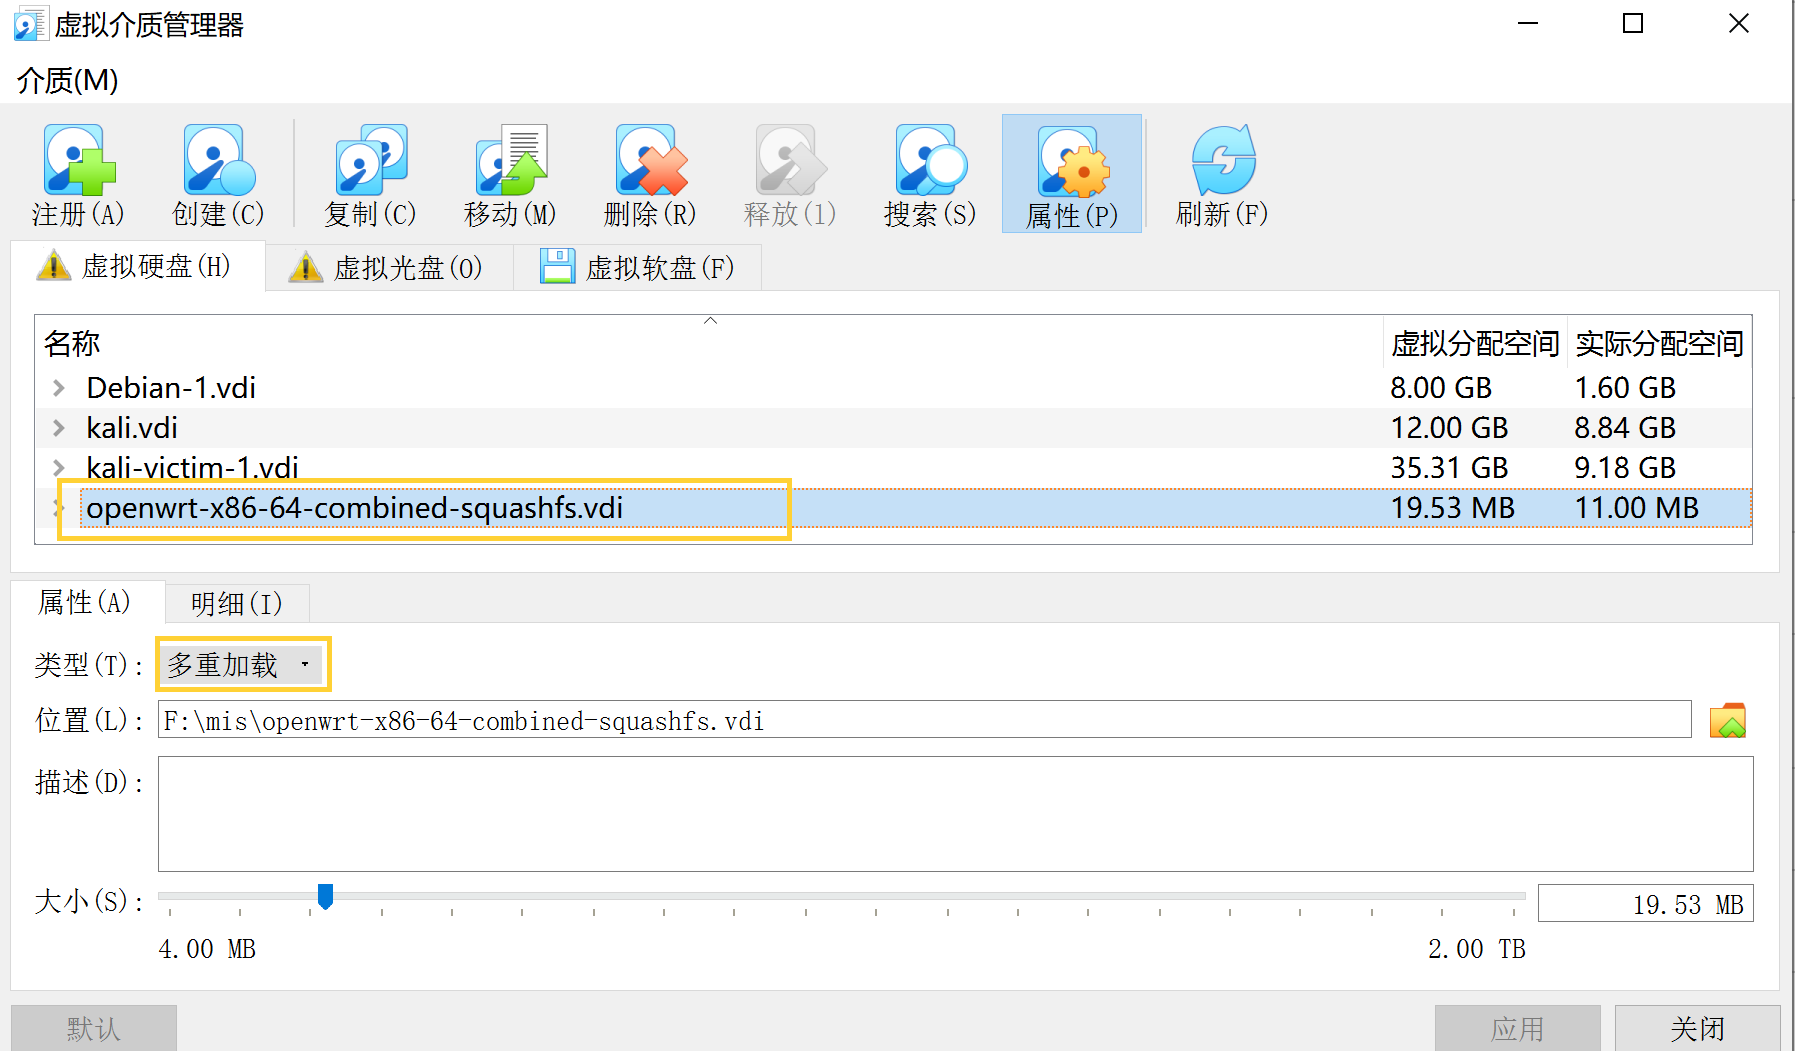 虚拟介质管理器
介质(M)
注册(A) 创建(C) 复制(C) 移动(M) 删除(R) 释放(l) 搜索(S) 属性(P) 刷新(F)
虚拟硬盘(H) 虚拟光盘(O) 虚拟软盘(F)
名称 虚拟分配空间 实际分配空间
Debian-1.vdi 8.00 GB 1.60 GB
kali.vdi 12.00 GB 8.84 GB
kali-victim-1.vdi 35.31 GB 9.18 GB
openwrt-x86-64-combined-squashfs.vdi 19.53 MB 11.00 MB
属性(A) 明细(I)
类型(T): 多重加载
位置(L): F:\mis\openwrt-x86-64-combined-squashfs.vdi
描述(D):
大小(S): 19.53 MB
4.00 MB 2.00 TB
默认 应用 关闭